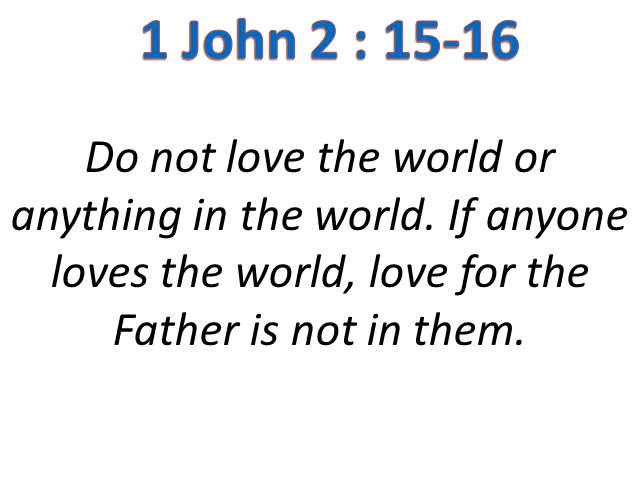 1 John 2 : 15-16
Do not love the world or
anything in the world. If anyone
loves the world, love for the
Father is not in them.